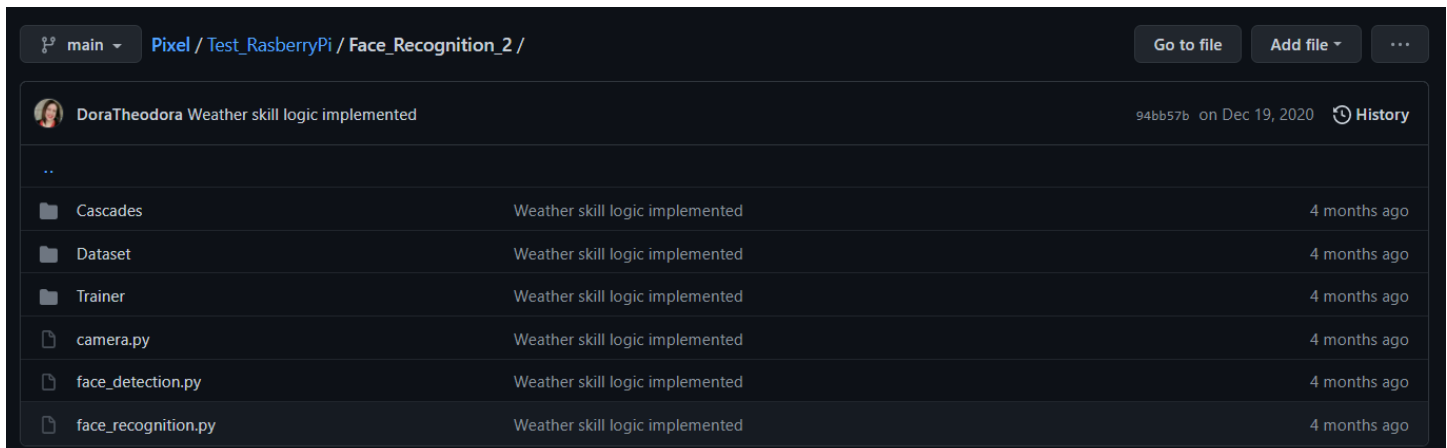 main Pixel / Test_RasberryPi / Face_Recognition_2 / Go to file Add file ...
DoraTheodora Weather skill logic implemented 94bb57b on Dec 19, 2020 History
..
Cascades Weather skill logic implemented 4 months ago
Dataset Weather skill logic implemented 4 months ago
Trainer Weather skill logic implemented 4 months ago
camera.py Weather skill logic implemented 4 months ago
face_detection.py Weather skill logic implemented 4 months ago
face_recognition.py Weather skill logic implemented 4 months ago